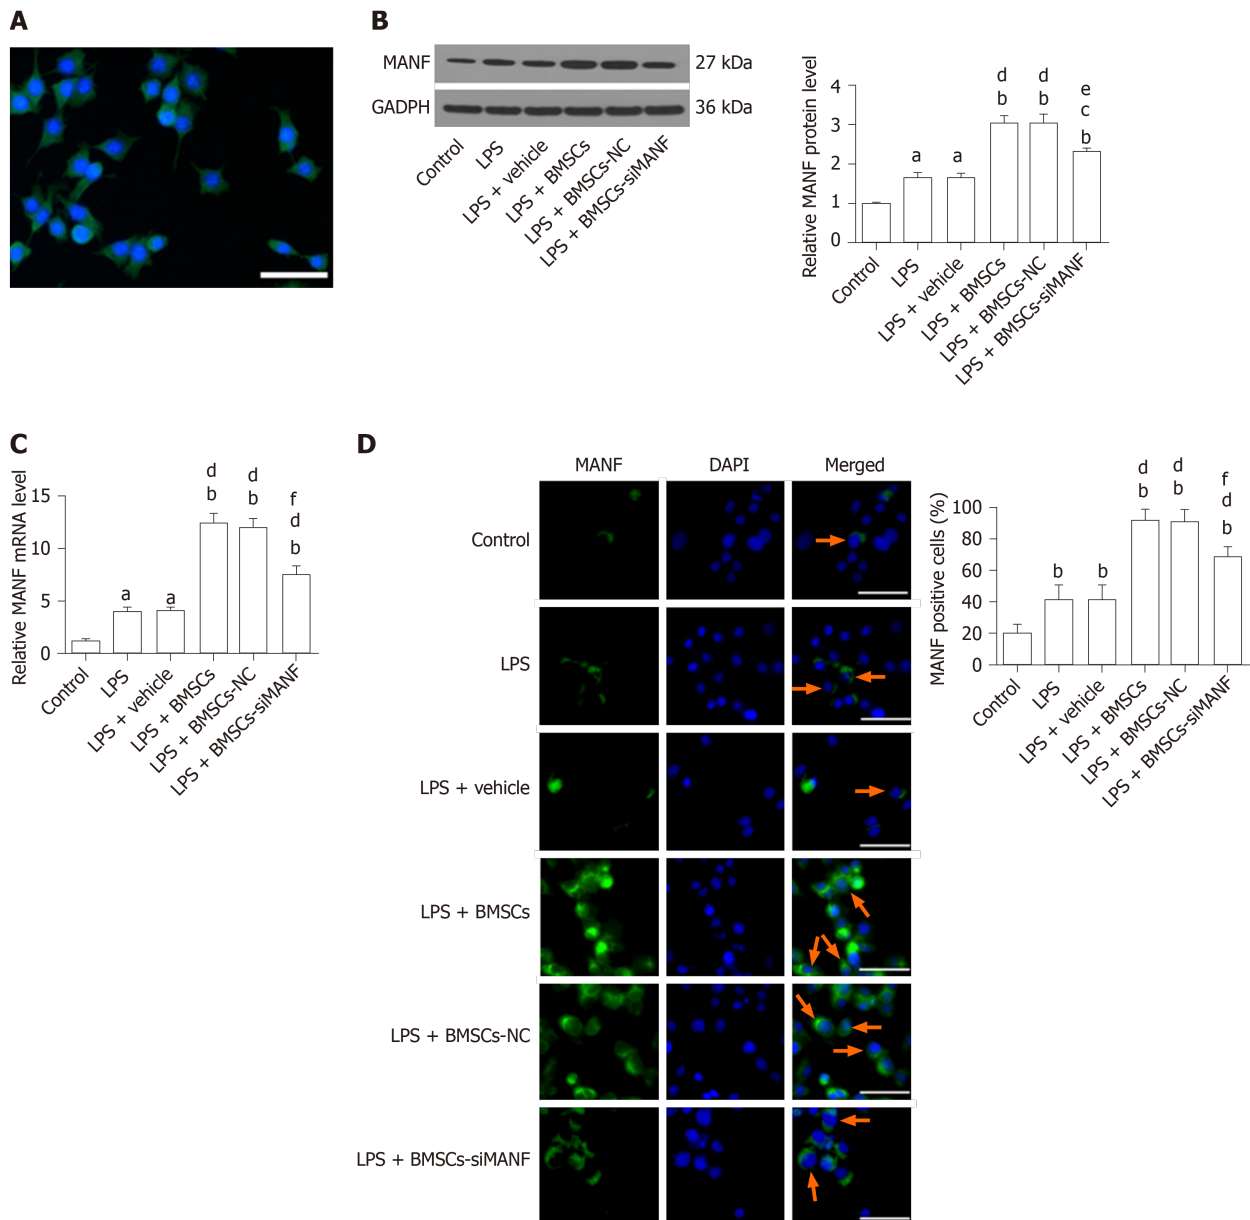 A
B
MANF
27 kDa
GADPH
36 kDa
Control
LPS
LPS + vehicle
LPS + BMSCs
LPS + BMSCs-NC
LPS + BMSCs-siMANF
Relative MANF protein level
5
4
3
2
1
0
a
a
d
b
d
b
e
c
b
Control
LPS
LPS + vehicle
LPS + BMSCs
LPS + BMSCs-NC
LPS + BMSCs-siMANF
C
Relative MANF mRNA level
15
10
5
0
a
a
d
b
d
b
f
d
b
Control
LPS
LPS + vehicle
LPS + BMSCs
LPS + BMSCs-NC
LPS + BMSCs-siMANF
D
MANF
DAPI
Merged
Control
LPS
LPS + vehicle
LPS + BMSCs
LPS + BMSCs-NC
LPS + BMSCs-siMANF
MANF positive cells (%)
100
80
60
40
20
0
b
b
d
b
d
b
f
d
b
Control
LPS
LPS + vehicle
LPS + BMSCs
LPS + BMSCs-NC
LPS + BMSCs-siMANF